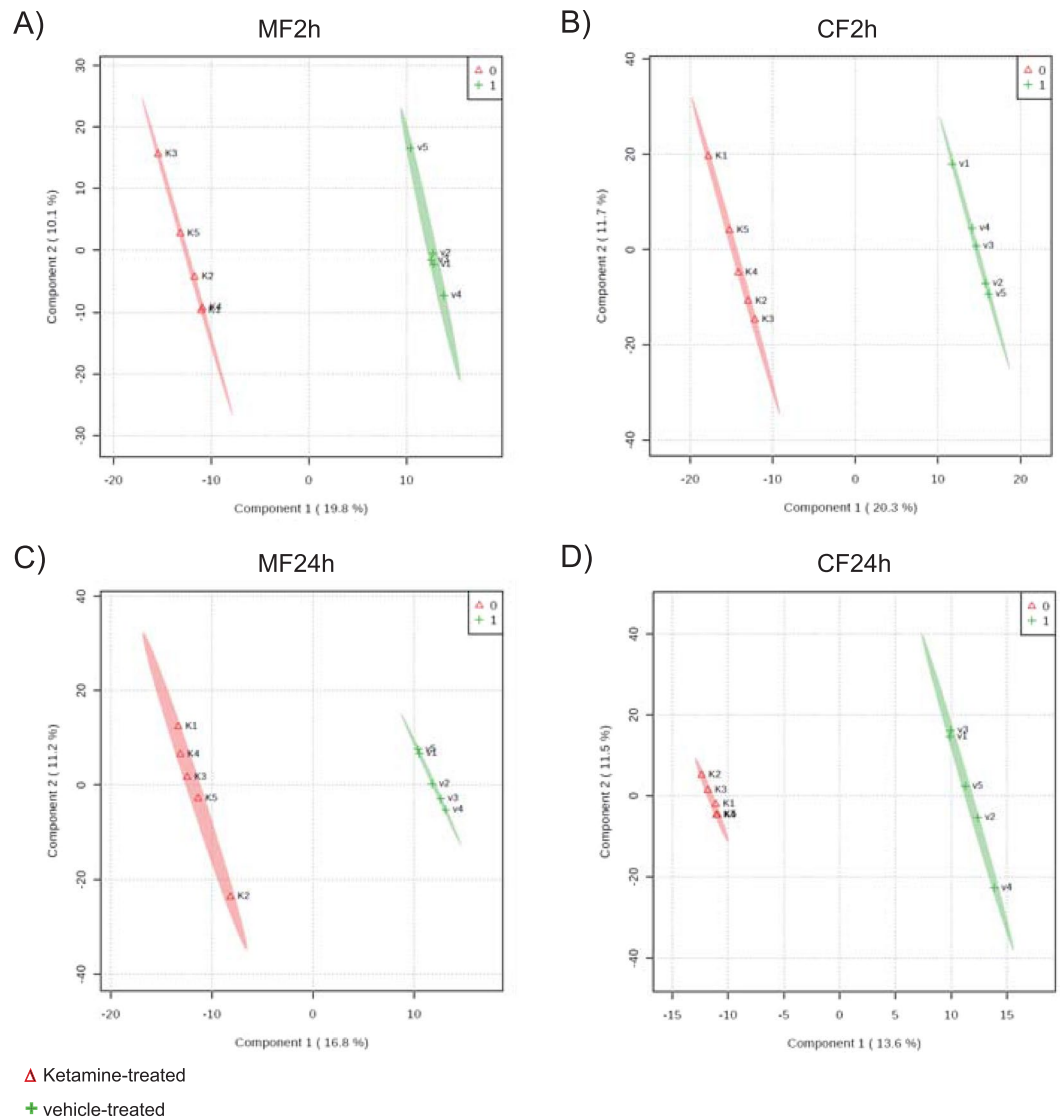 A)
MF2h
30
20
10
0
-10
-20
-30
Component 2 ( 10.1 %)
△ 0
+ 1
K3
K5
K2
K4
v5
v2
v1
v4
-20
-10
0
10
Component 1 ( 19.8 %)
B)
CF2h
40
20
0
-20
-40
Component 2 ( 11.7 %)
△ 0
+ 1
K1
K5
K4
K2
K3
v1
v4
v3
v2
v5
-20
-10
0
10
20
Component 1 ( 20.3 %)
C)
MF24h
40
20
0
-20
-40
Component 2 ( 11.2 %)
△ 0
+ 1
K1
K4
K3
K5
K2
v5
v1
v2
v3
v4
-20
-10
0
10
Component 1 ( 16.8 %)
D)
CF24h
40
20
0
-20
-40
Component 2 ( 11.5 %)
△ 0
+ 1
K2
K3
K1
v3
v1
v5
v2
v4
-15
-10
-5
0
5
10
15
Component 1 ( 13.6 %)
△ Ketamine-treated
+ vehicle-treated